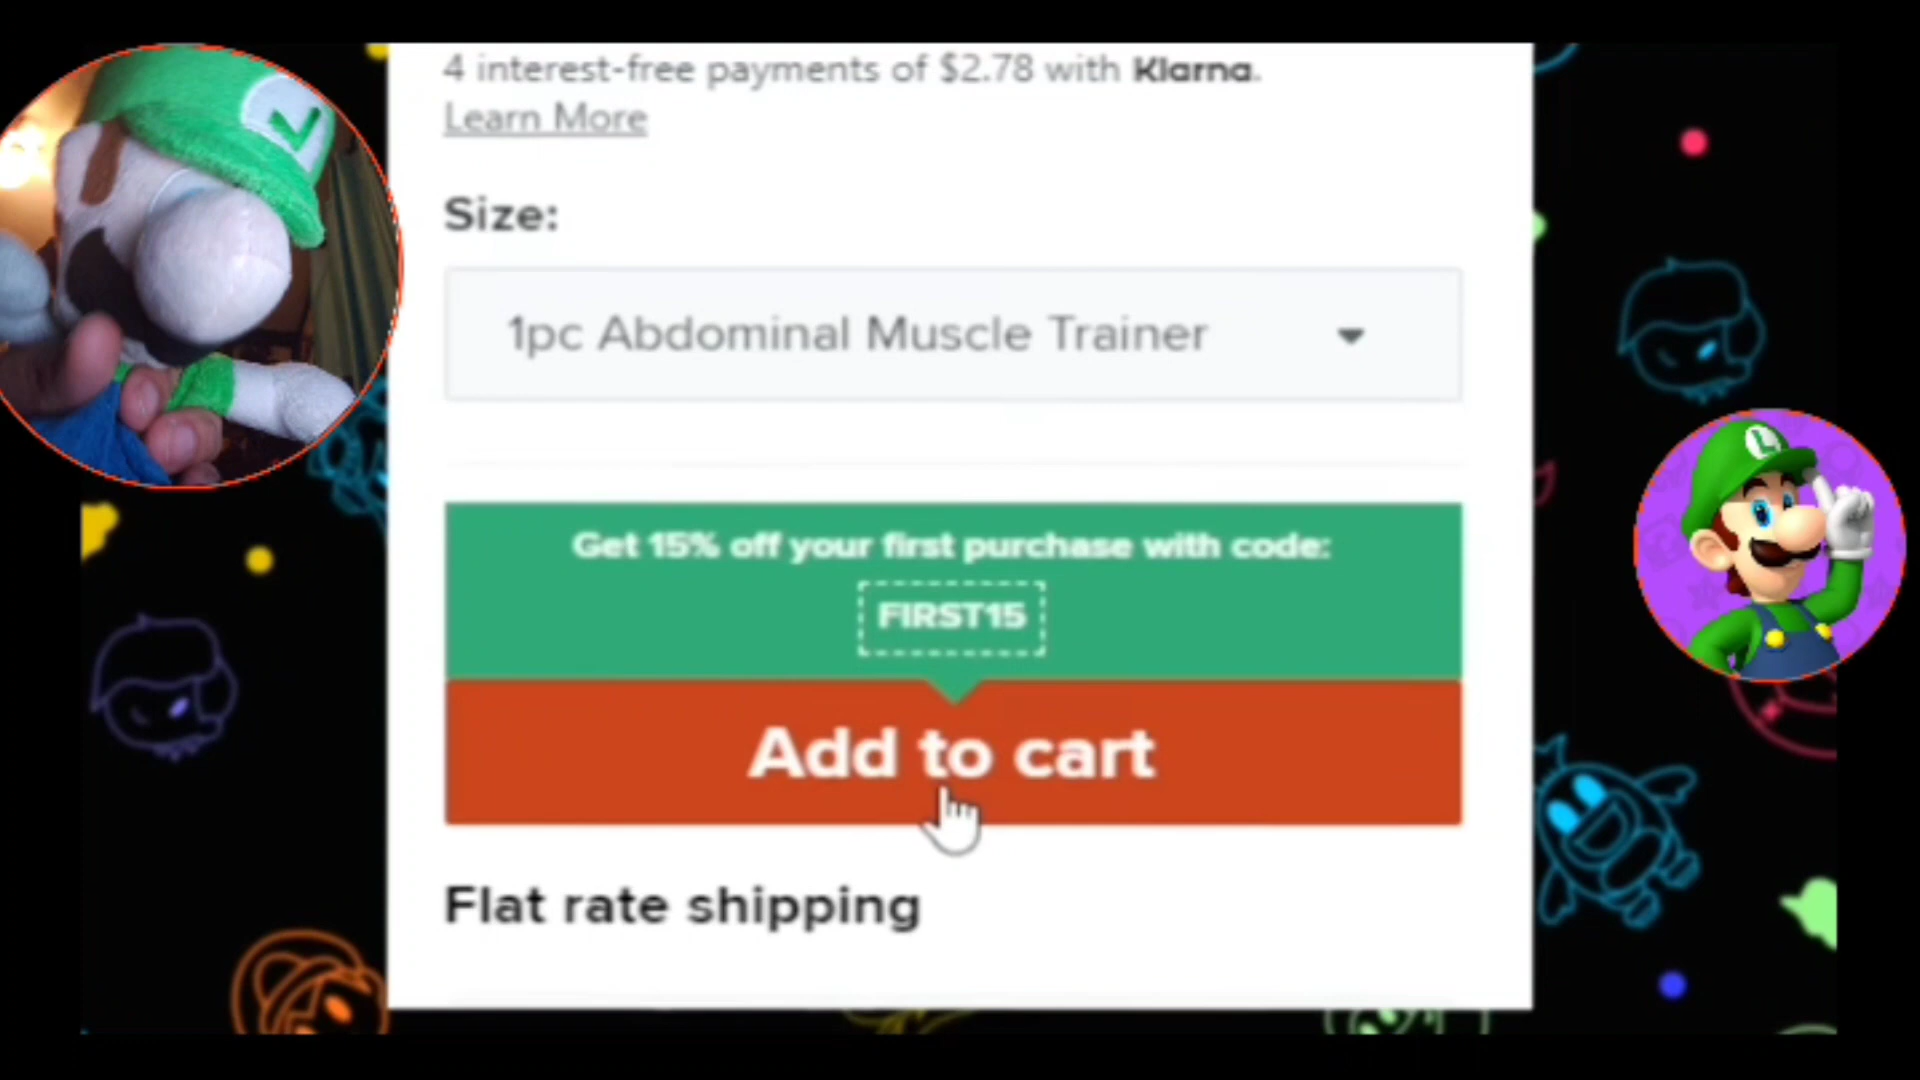 4 interest-free payments of $2.78 with Klarna.
Learn More
Size:
1pc Abdominal Muscle Trainer
Get 15% off your first purchase with code:
FIRST15
Add to cart
Flat rate shipping
L